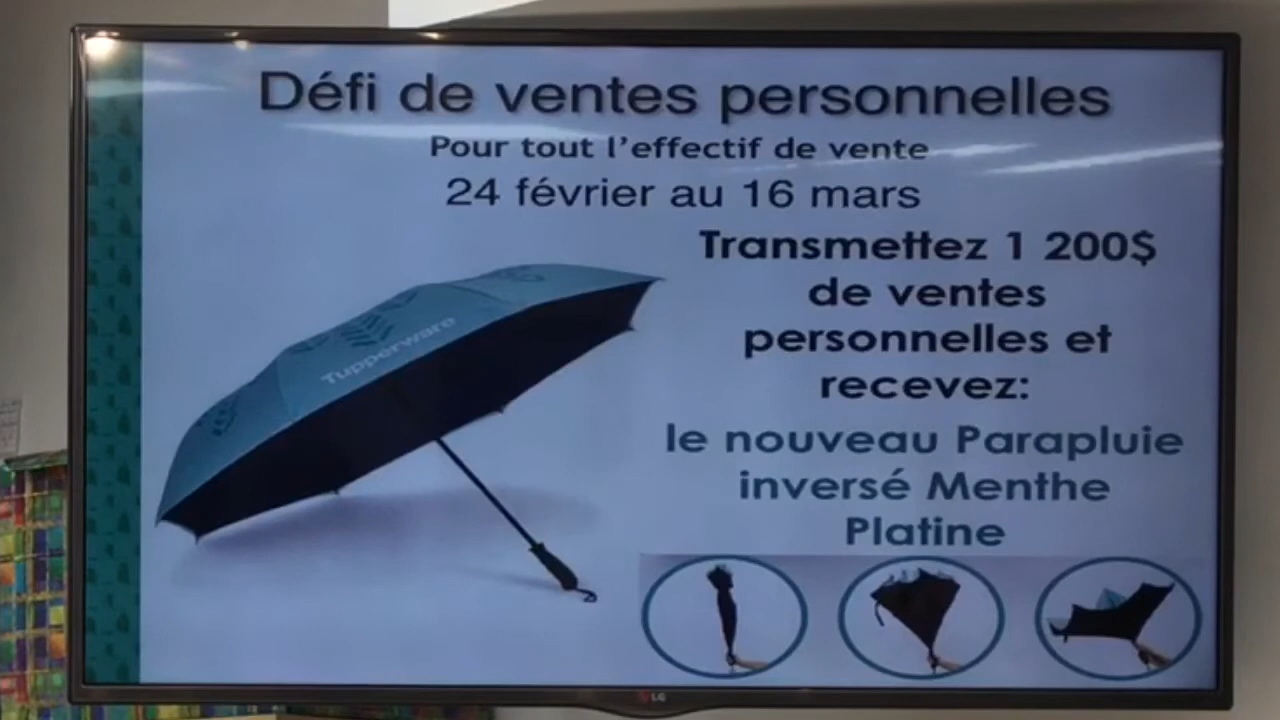 Défi de ventes personnelles
Pour tout l'effectif de vente
24 février au 16 mars
Transmettez 1 200$
de ventes
personnelles et
recevez:
le nouveau Parapluie
inversé Menthe
Platine
Tupperware
LG